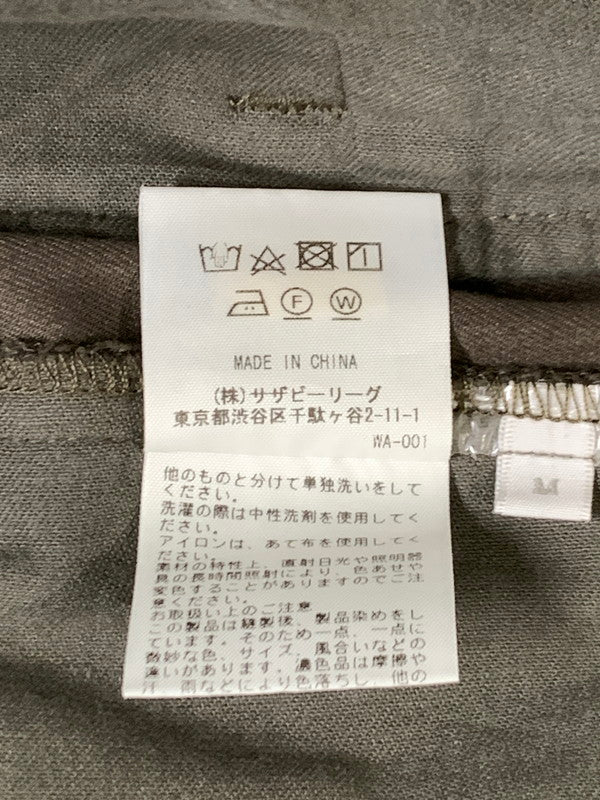 F W
MADE IN CHINA
(株)サザビーリーグ
東京都渋谷区千駄ヶ谷2-11-1
WA-001
M
他のものと分けて単独洗いをして
ください。
洗濯の際は中性洗剤を使用してく
ださい。
アイロンは、あて布を使用してく
ださい。
素材の特性上、直射日光や照明器
具の長時間照射により、色あせや
変色することがありますのでご注
意ください。
お取扱い上のご注意
この製品は縫製後、製品染めをし
ています。そのため一点、一点に
微妙な色、サイズ、風合いなどの
違いがあります。濃色品は摩擦や
汗、雨などにより色落ちし、他の